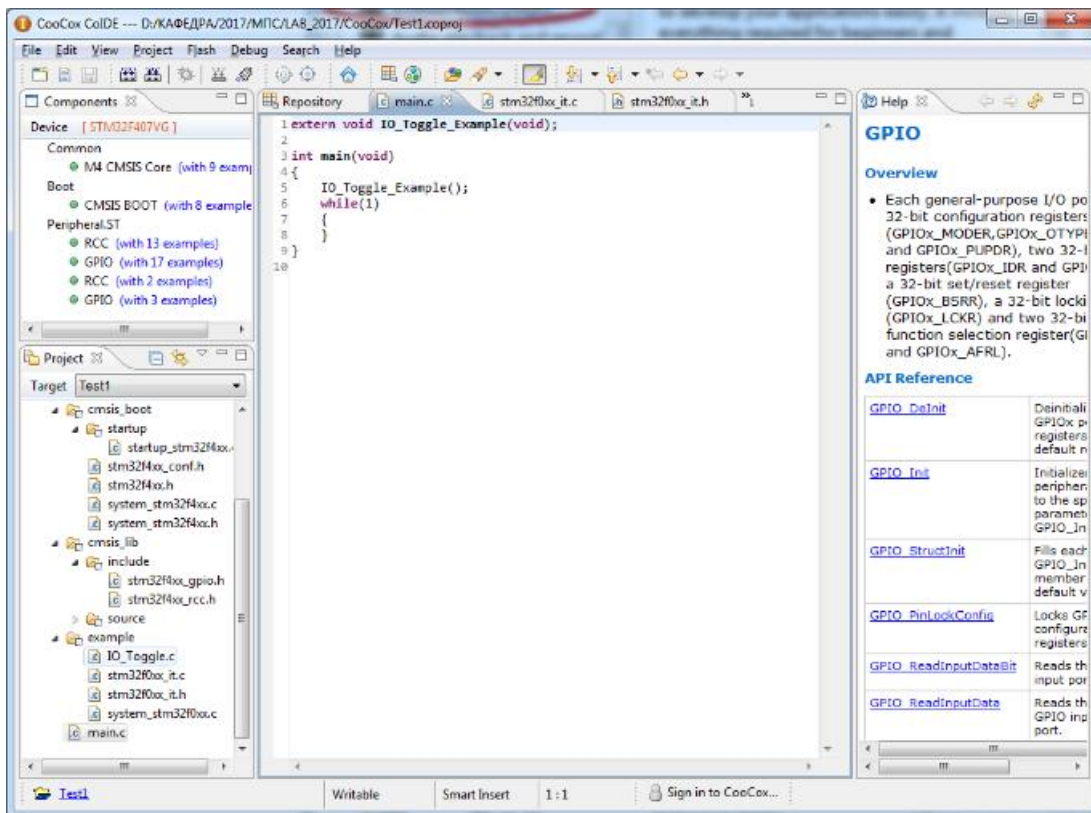 CooCox CoIDE --- D:/КАФЕДРА/2017/МПС/LAB_2017/CooCox/Test1.coproj
File Edit View Project Flash Debug Search Help
Components
Device [ STM32F407VG ]
Common
M4 CMSIS Core (with 9 examp
Boot
CMSIS BOOT (with 8 example
Peripheral.ST
RCC (with 13 examples)
GPIO (with 17 examples)
RCC (with 2 examples)
GPIO (with 3 examples)
Project
Target Test1
cmsis_boot
startup
startup_stm32f4xx.
stm32f4xx_conf.h
stm32f4xx.h
system_stm32f4xx.c
system_stm32f4xx.h
cmsis_lib
include
stm32f4xx_gpio.h
stm32f4xx_rcc.h
source
example
IO_Toggle.c
stm32f0xx_it.c
stm32f0xx_it.h
system_stm32f0xx.c
main.c
Repository main.c stm32f0xx_it.c stm32f0xx_it.h »1
1 extern void IO_Toggle_Example(void);
2
3 int main(void)
4 {
5 IO_Toggle_Example();
6 while(1)
7 {
8 }
9 }
10
Help
GPIO
Overview
• Each general-purpose I/O po
32-bit configuration registers
(GPIOx_MODER,GPIOx_OTYPE
and GPIOx_PUPDR), two 32-b
registers(GPIOx_IDR and GPI
a 32-bit set/reset register
(GPIOx_BSRR), a 32-bit locki
(GPIOx_LCKR) and two 32-bi
function selection register(GI
and GPIOx_AFRL).
API Reference
GPIO_DeInit Deinitiali
GPIOx p
registers
default r
GPIO_Init Initialize
peripher
to the sp
paramet
GPIO_In
GPIO_StructInit Fills each
GPIO_In
member
default v
GPIO_PinLockConfig Locks GP
configura
registers
GPIO_ReadInputDataBit Reads th
input por
GPIO_ReadInputData Reads th
GPIO inp
port.
Test1 Writable Smart Insert 1:1 Sign in to CooCox...